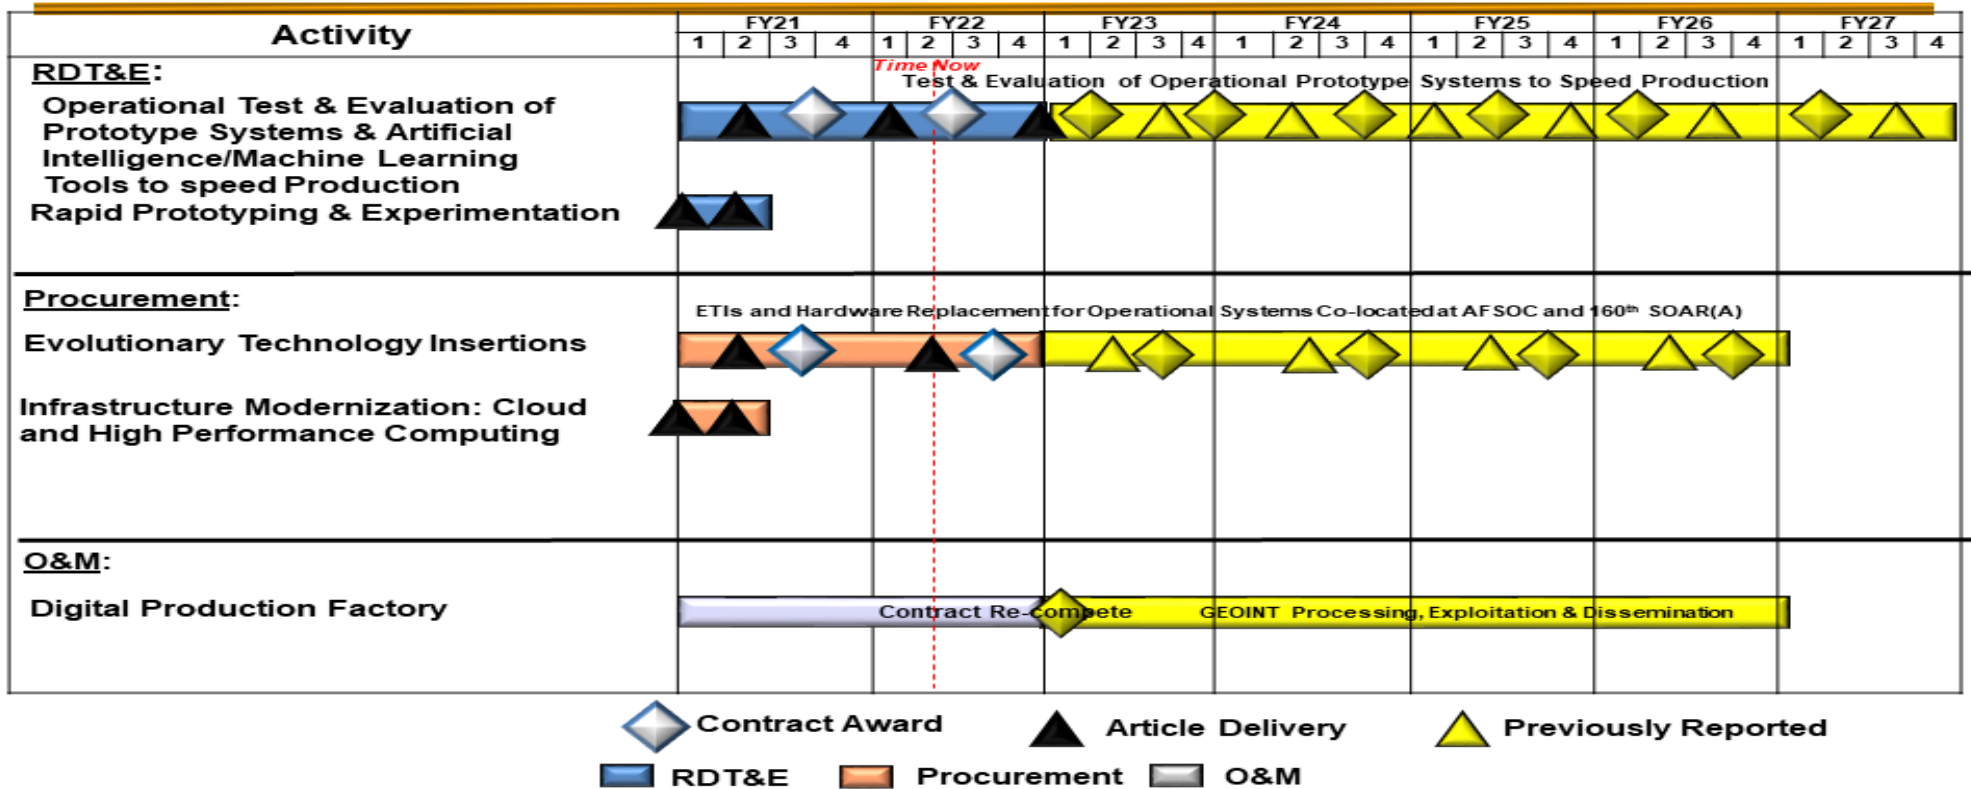 Activity
FY21 FY22 FY23 FY24 FY25 FY26 FY27
1 2 3 4 1 2 3 4 1 2 3 4 1 2 3 4 1 2 3 4 1 2 3 4 1 2 3 4
Time Now
RDT&E:
Test & Evaluation of Operational Prototype Systems to Speed Production
Operational Test & Evaluation of
Prototype Systems & Artificial
Intelligence/Machine Learning
Tools to speed Production
Rapid Prototyping & Experimentation
Procurement:
ETIs and Hardware Replacement for Operational Systems Co-located at AFSOC and 160th SOAR(A)
Evolutionary Technology Insertions
Infrastructure Modernization: Cloud
and High Performance Computing
O&M:
Digital Production Factory
Contract Re-compete
GEOINT Processing, Exploitation & Dissemination
Contract Award
Article Delivery
Previously Reported
RDT&E
Procurement
O&M